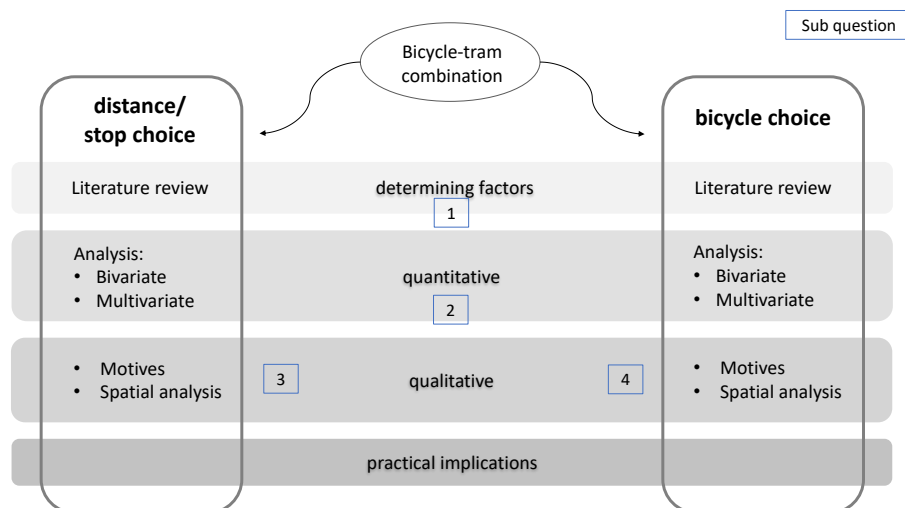 Sub question
Bicycle-tram
combination
distance/
stop choice
bicycle choice
Literature review
determining factors
Literature review
1
Analysis:
• Bivariate
• Multivariate
quantitative
2
Analysis:
• Bivariate
• Multivariate
• Motives
• Spatial analysis
3
qualitative
4
• Motives
• Spatial analysis
practical implications